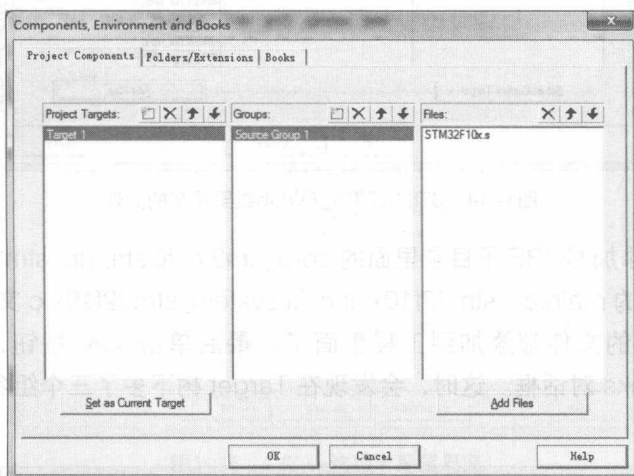 Components, Environment and Books
Project Components
Folders/Extensions
Books
Project Targets:
Groups:
Files:
Target 1
Source Group 1
STM32F10x.s
Set as Current Target
Add Files
OK
Cancel
Help